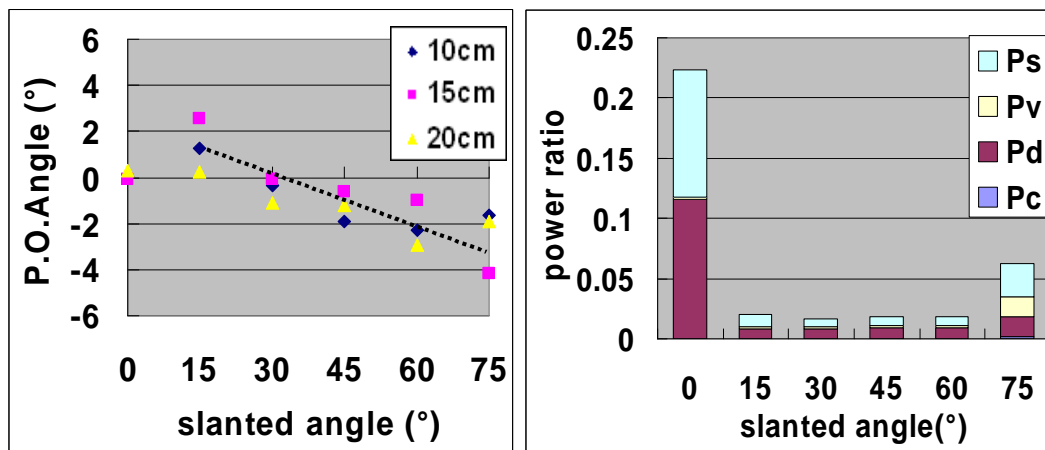 6
4
2
0
-2
-4
-6
P.O.Angle (°)
10cm
15cm
20cm
0 15 30 45 60 75
slanted angle (°)
0.25
0.2
0.15
0.1
0.05
0
power ratio
Ps
Pv
Pd
Pc
0 15 30 45 60 75
slanted angle(°)